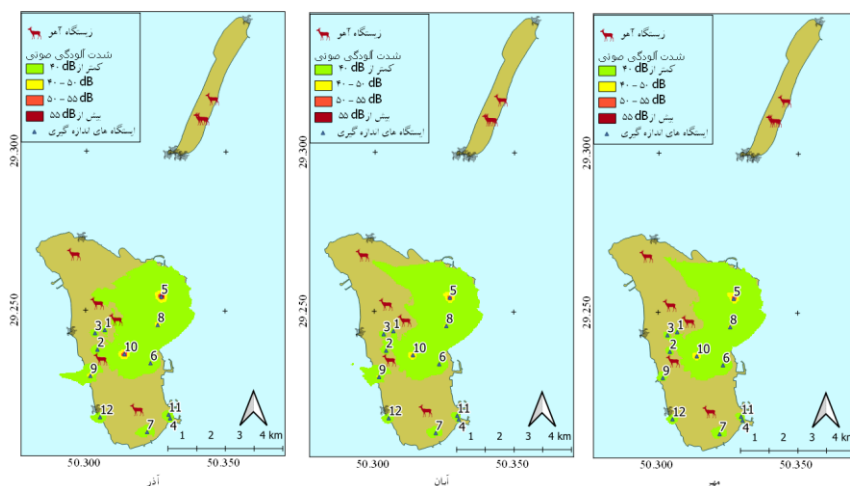 زیستگاه آهو
شدت آلودگی صوتی
کمتر از ۴۰ dB
۴۰ - ۵۰ dB
۵۰ - ۵۵ dB
بیش از ۵۵ dB
ایستگاه های اندازه گیری
29.300
29.250
5
8
1
3
2
10
6
9
12
11
4
7
1 2 3 4 km
50.300 50.350
آذر
زیستگاه آهو
شدت آلودگی صوتی
کمتر از ۴۰ dB
۴۰ - ۵۰ dB
۵۰ - ۵۵ dB
بیش از ۵۵ dB
ایستگاه های اندازه گیری
29.300
29.250
5
8
1
3
2
10
6
9
12
11
4
7
1 2 3 4 km
50.300 50.350
آبان
زیستگاه آهو
شدت آلودگی صوتی
کمتر از ۴۰ dB
۴۰ - ۵۰ dB
۵۰ - ۵۵ dB
بیش از ۵۵ dB
ایستگاه های اندازه گیری
29.300
29.250
5
8
1
3
2
10
6
9
12
11
4
7
1 2 3 4 km
50.300 50.350
مهر